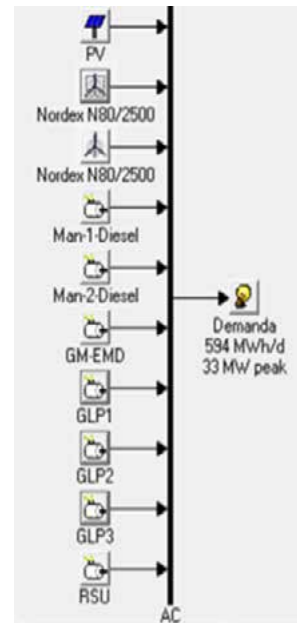 PV
Nordex N80/2500
Nordex N80/2500
Man-1-Diesel
Man-2-Diesel
Demanda
594 MWh/d
33 MW peak
GM-EMD
GLP1
GLP2
GLP3
RSU
AC